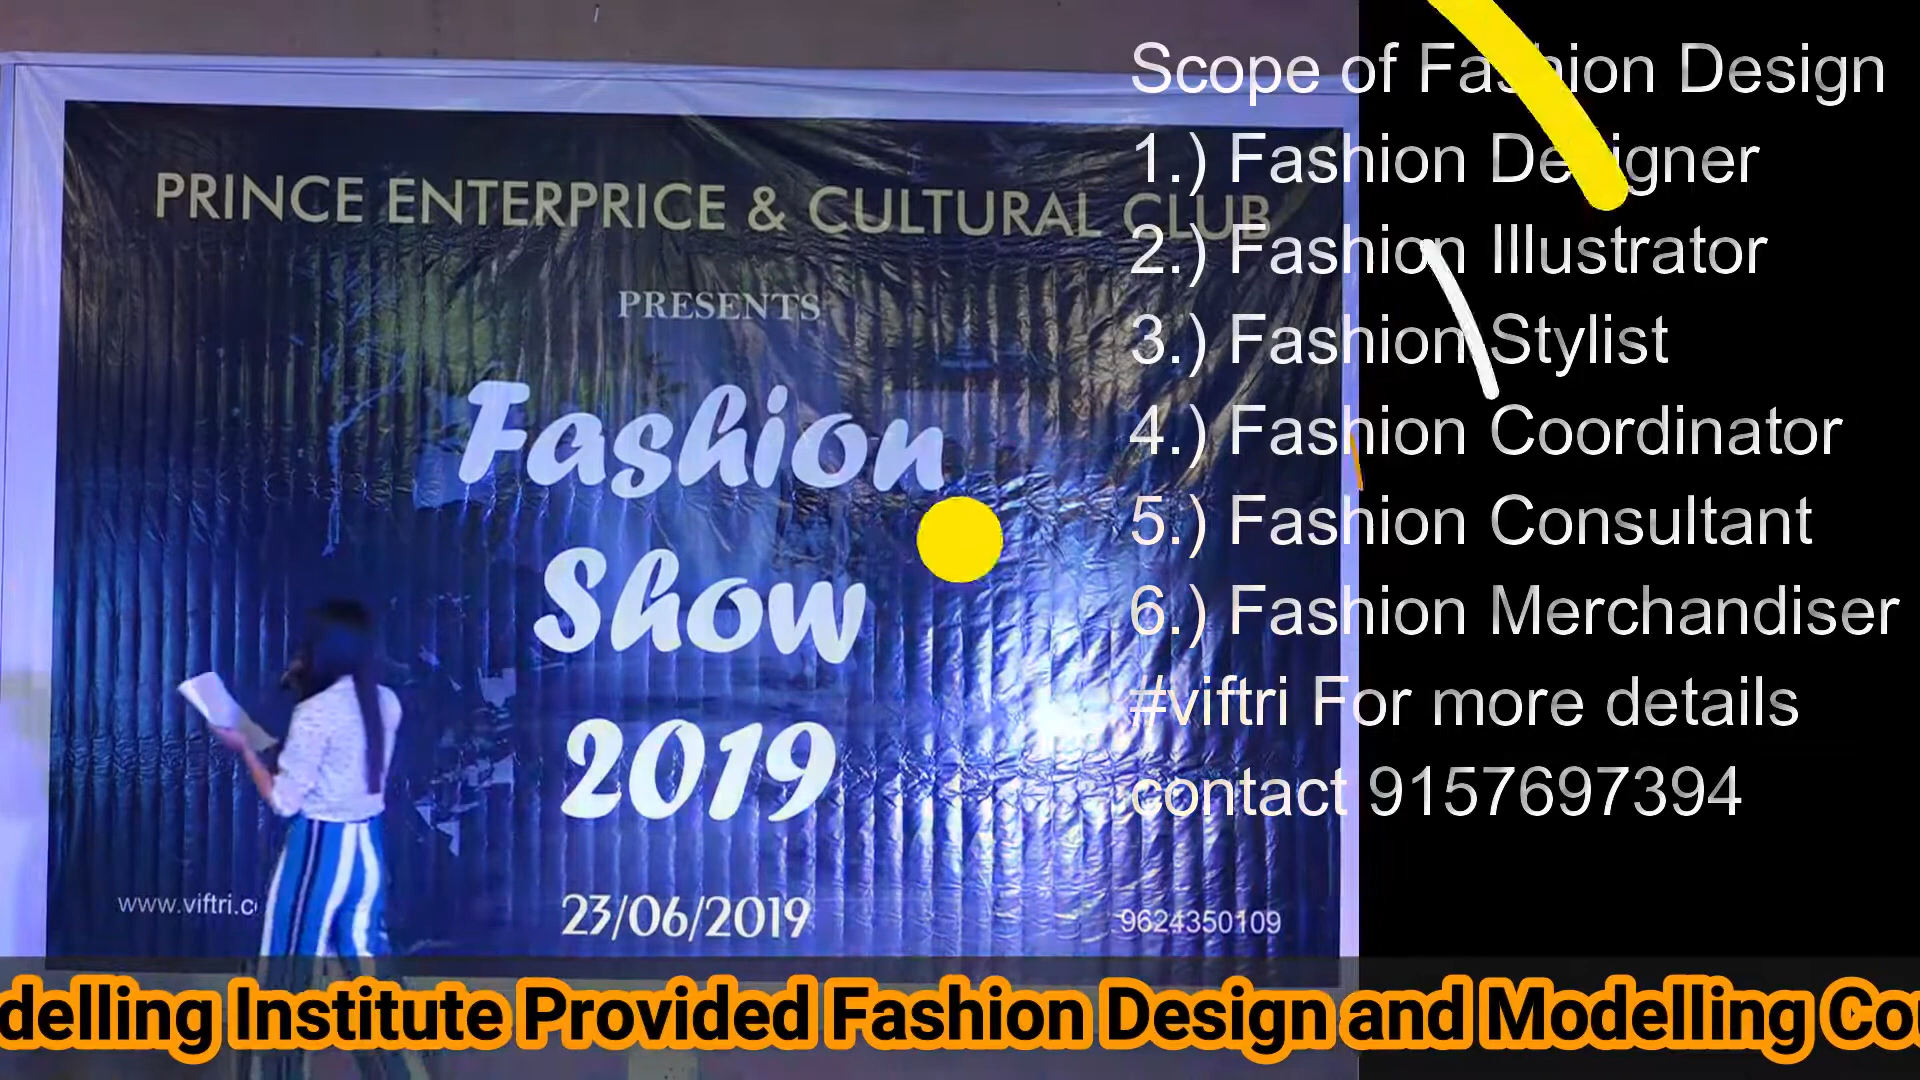 PRINCE ENTERPRICE & CULTURAL CLUB
PRESENTS
Fashion
Show
2019
23/06/2019
www.viftri.c
9624350109
Scope of Fashion Design
1.) Fashion Designer
2.) Fashion Illustrator
3.) Fashion Stylist
4.) Fashion Coordinator
5.) Fashion Consultant
6.) Fashion Merchandiser
#viftri For more details
contact 9157697394
delling Institute Provided Fashion Design and Modelling Cou